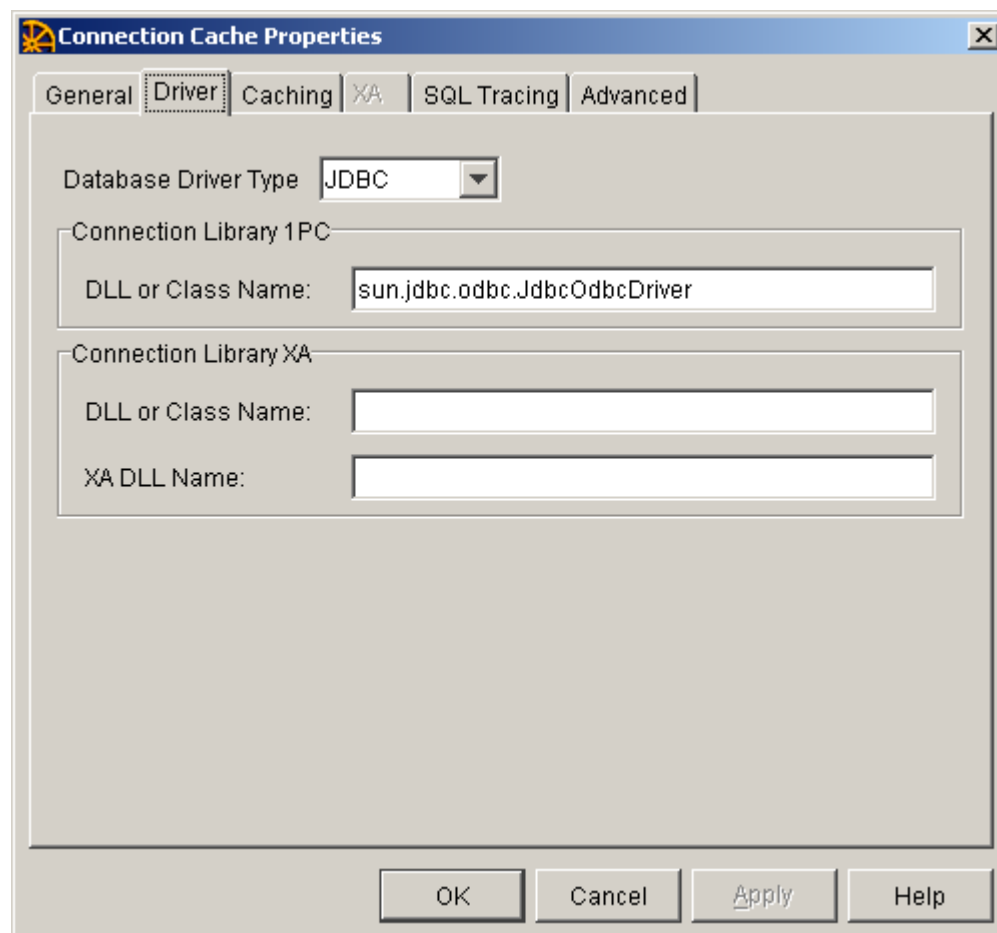 Connection Cache Properties
General Driver Caching XA SQL Tracing Advanced
Database Driver Type JDBC
Connection Library 1PC
DLL or Class Name: sun.jdbc.odbc.JdbcOdbcDriver
Connection Library XA
DLL or Class Name:
XA DLL Name:
OK Cancel Apply Help